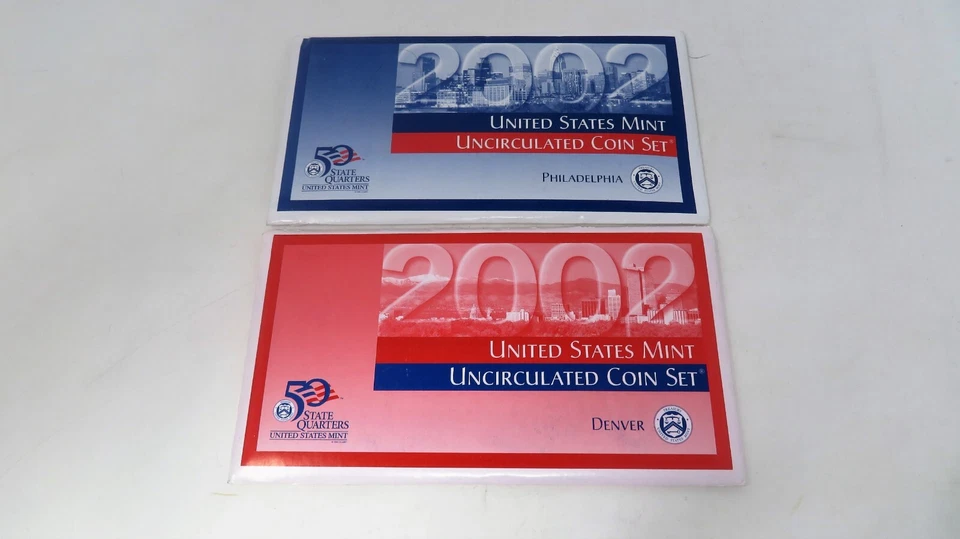 2002
UNITED STATES MINT
UNCIRCULATED COIN SET®
50
STATE
QUARTERS
UNITED STATES MINT
PHILADELPHIA
2002
UNITED STATES MINT
UNCIRCULATED COIN SET®
50
STATE
QUARTERS
UNITED STATES MINT
DENVER